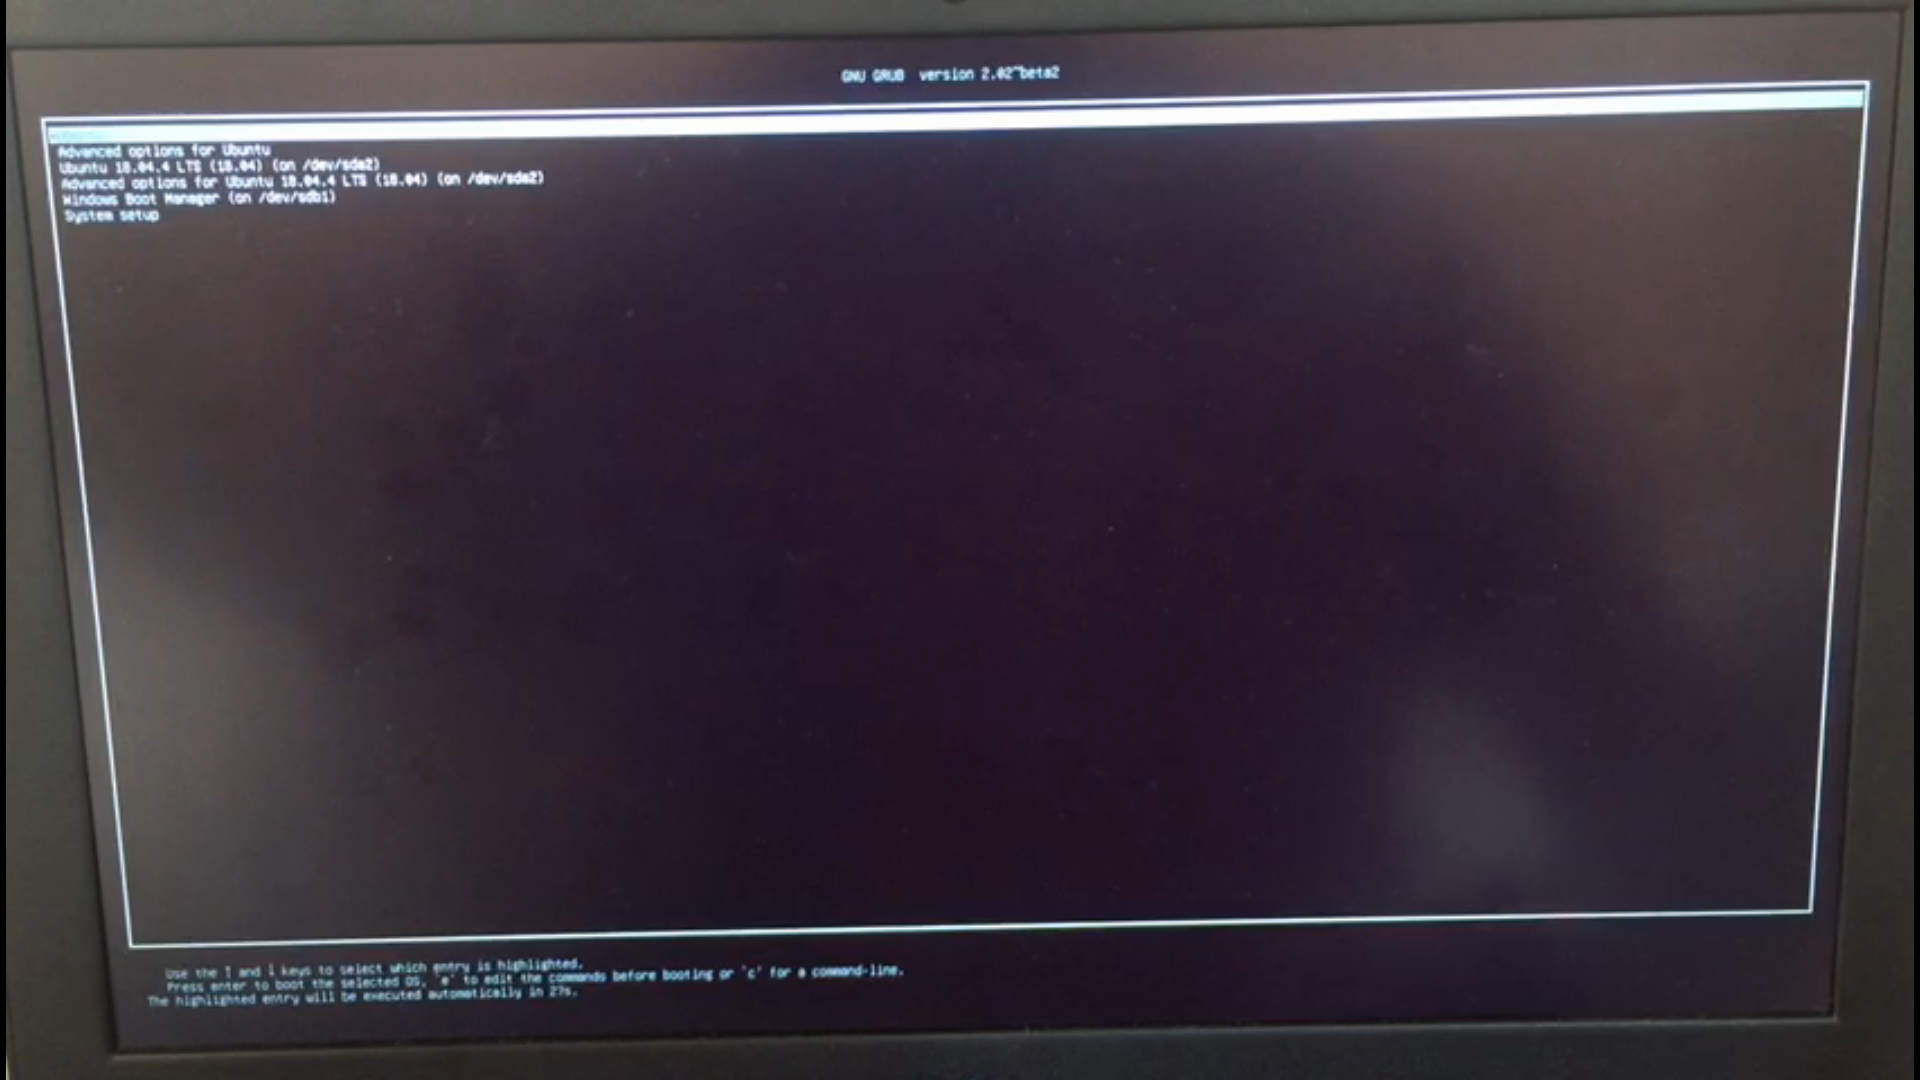 GNU GRUB version 2.02~beta2
Advanced options for Ubuntu
Ubuntu 18.04.4 LTS (18.04) (on /dev/sda2)
Advanced options for Ubuntu 18.04.4 LTS (18.04) (on /dev/sda2)
Windows Boot Manager (on /dev/sdb1)
System setup
Use the ↑ and ↓ keys to select which entry is highlighted.
Press enter to boot the selected OS, `e' to edit the commands before booting or `c' for a command-line.
The highlighted entry will be executed automatically in 27s.